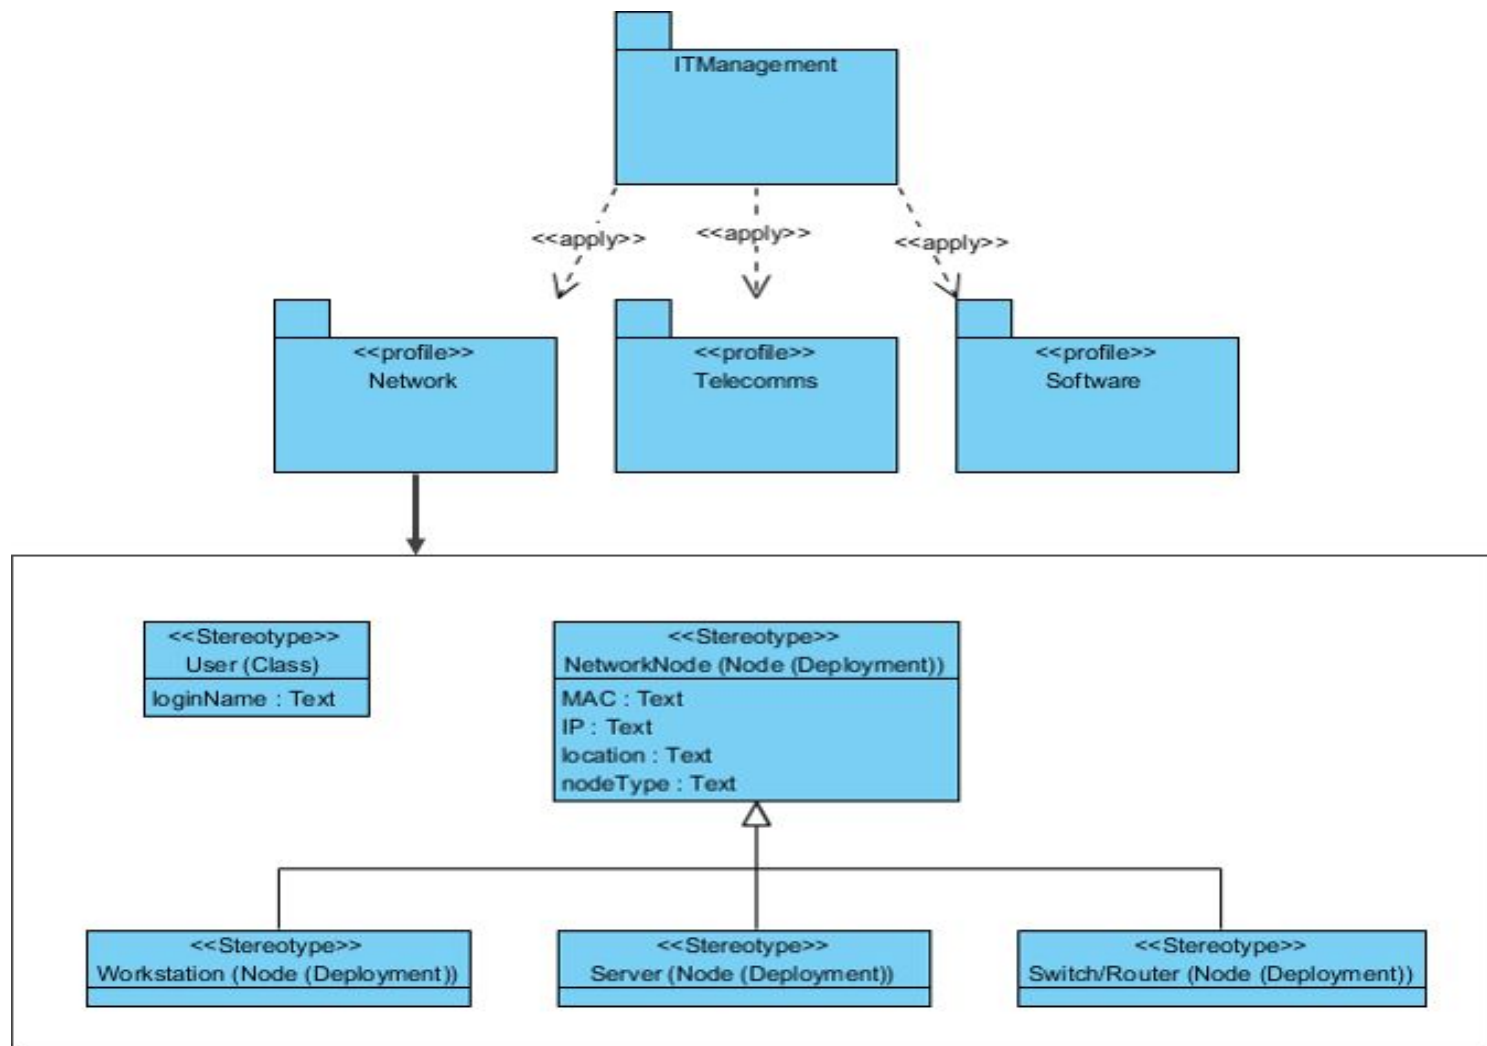 ITManagement
<<apply>>
<<apply>>
<<apply>>
<<profile>>
Network
<<profile>>
Telecomms
<<profile>>
Software
<<Stereotype>>
User (Class)
loginName : Text
<<Stereotype>>
NetworkNode (Node (Deployment))
MAC : Text
IP : Text
location : Text
nodeType : Text
<<Stereotype>>
Workstation (Node (Deployment))
<<Stereotype>>
Server (Node (Deployment))
<<Stereotype>>
Switch/Router (Node (Deployment))